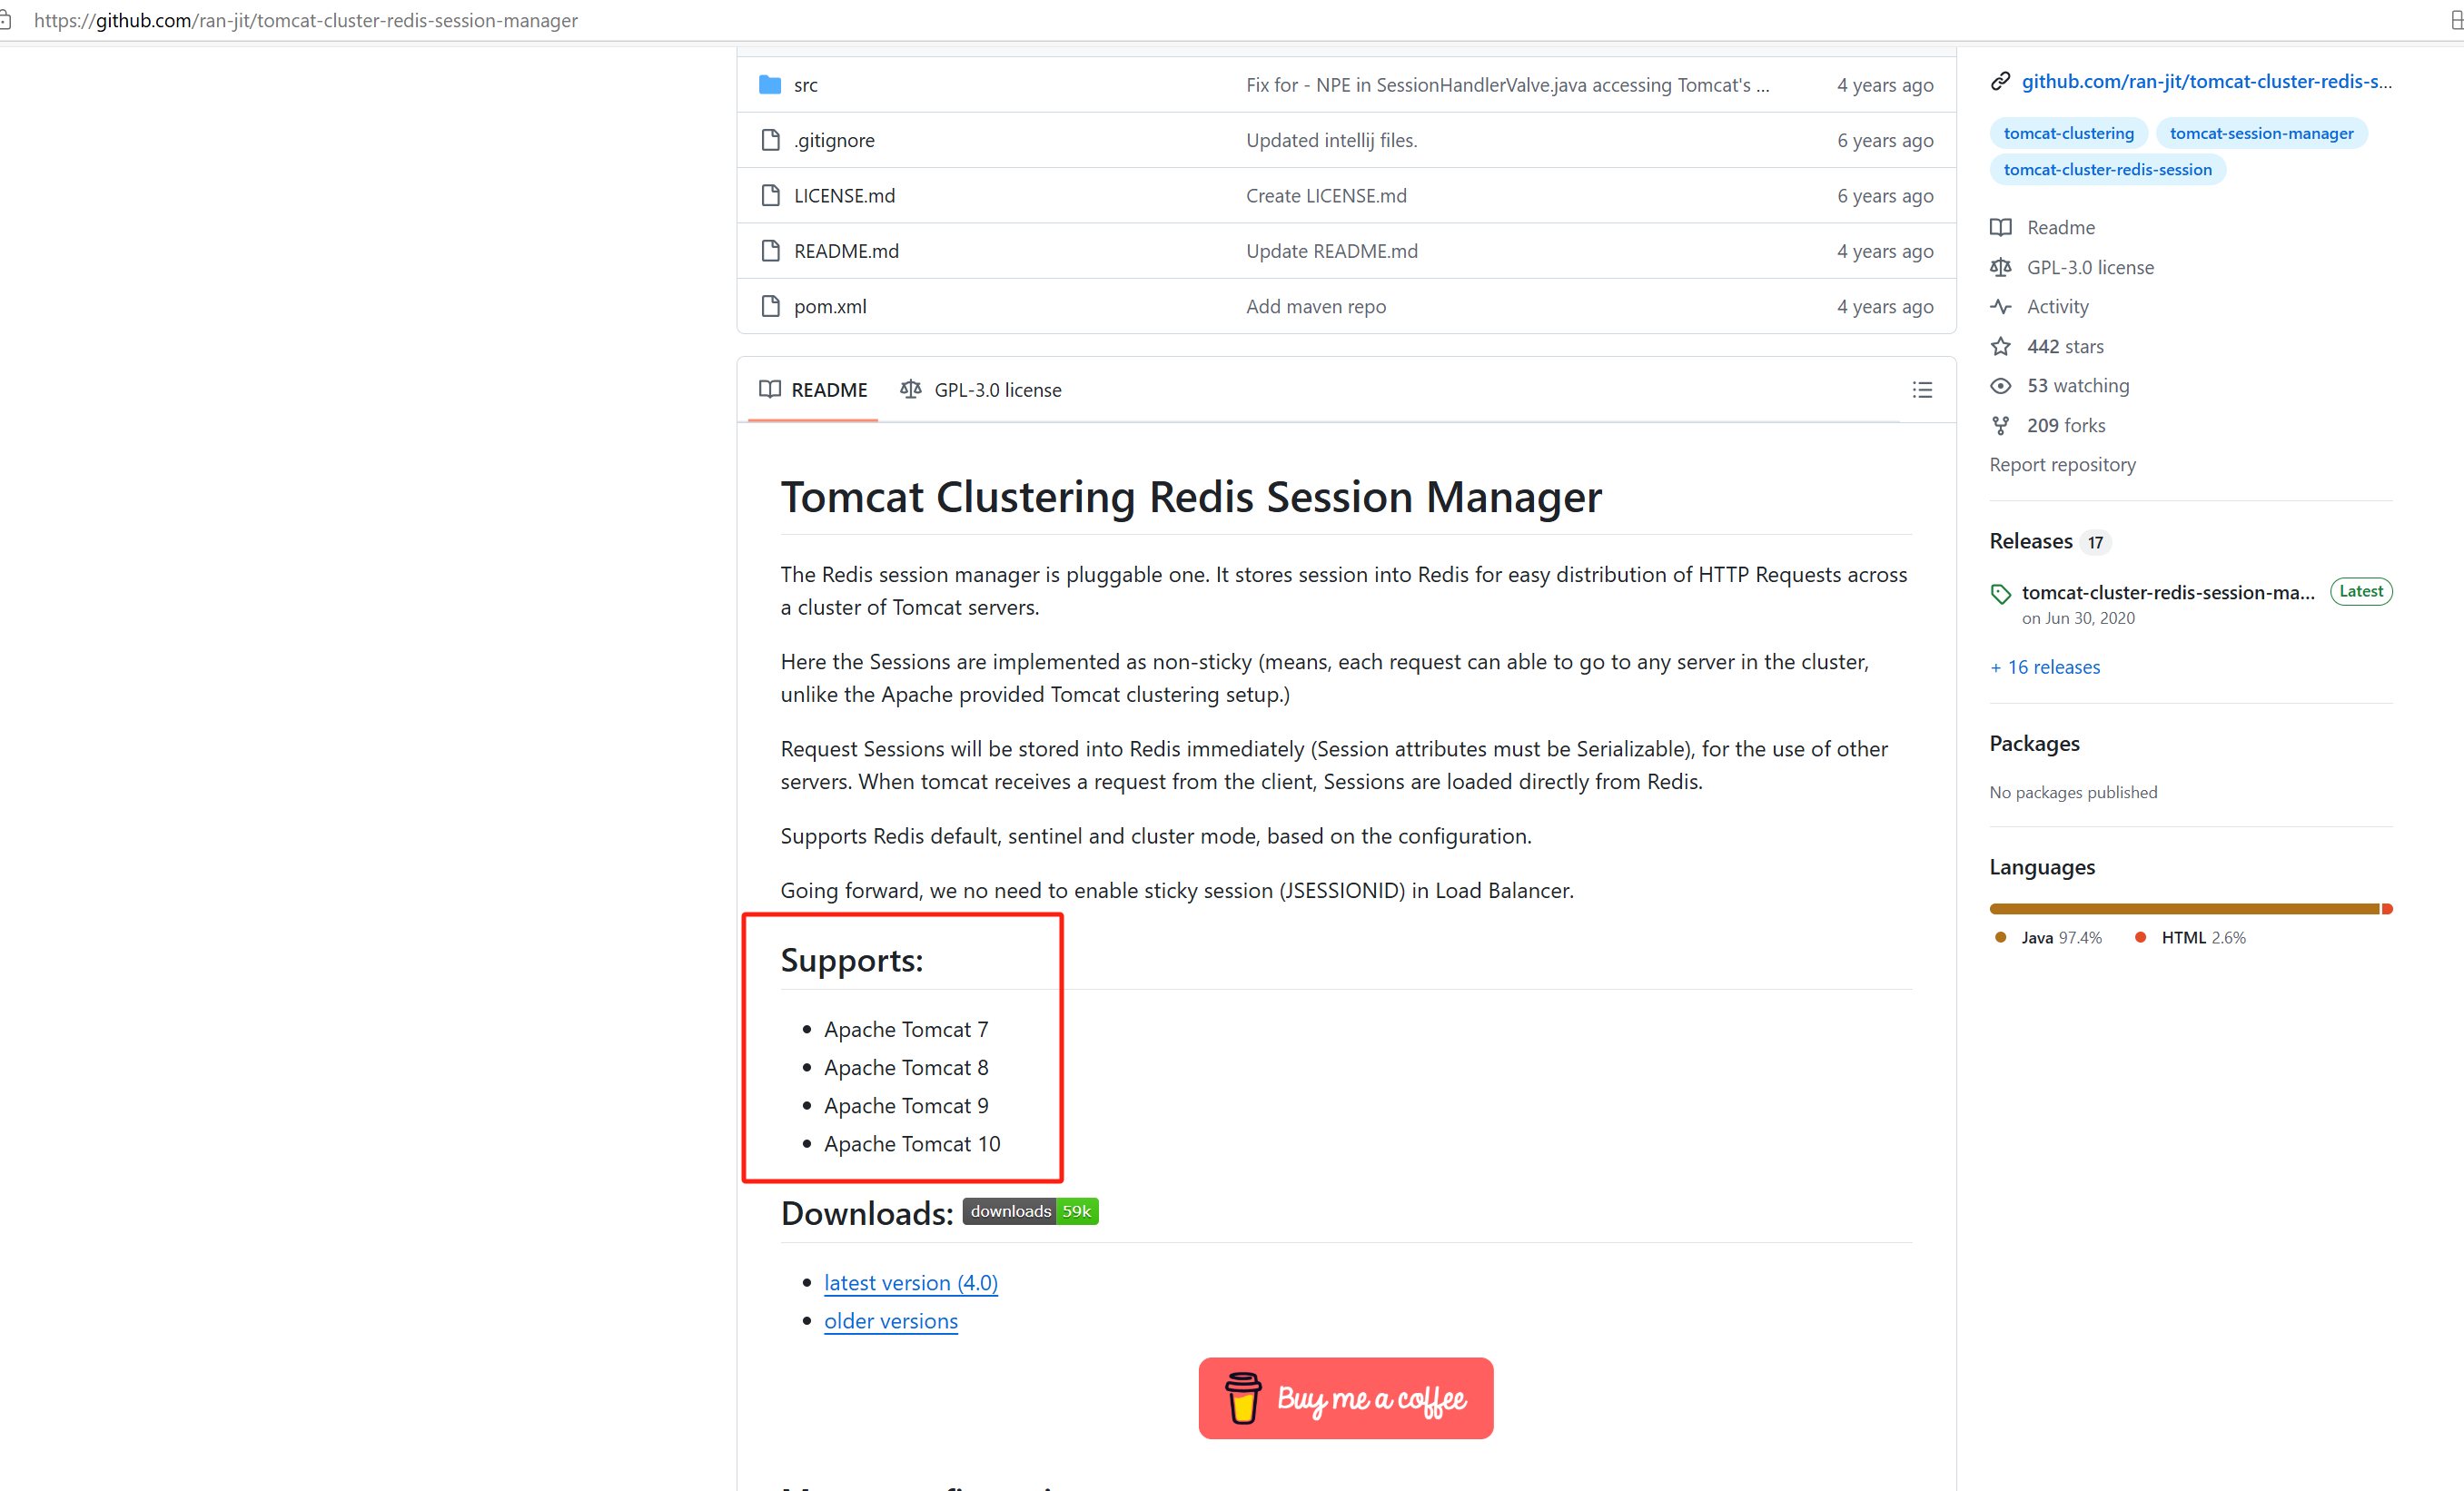 https://github.com/ran-jit/tomcat-cluster-redis-session-manager
src Fix for - NPE in SessionHandlerValve.java accessing Tomcat's ... 4 years ago
.gitignore Updated intellij files. 6 years ago
LICENSE.md Create LICENSE.md 6 years ago
README.md Update README.md 4 years ago
pom.xml Add maven repo 4 years ago
README GPL-3.0 license
Tomcat Clustering Redis Session Manager
The Redis session manager is pluggable one. It stores session into Redis for easy distribution of HTTP Requests across
a cluster of Tomcat servers.
Here the Sessions are implemented as non-sticky (means, each request can able to go to any server in the cluster,
unlike the Apache provided Tomcat clustering setup.)
Request Sessions will be stored into Redis immediately (Session attributes must be Serializable), for the use of other
servers. When tomcat receives a request from the client, Sessions are loaded directly from Redis.
Supports Redis default, sentinel and cluster mode, based on the configuration.
Going forward, we no need to enable sticky session (JSESSIONID) in Load Balancer.
Supports:
Apache Tomcat 7
Apache Tomcat 8
Apache Tomcat 9
Apache Tomcat 10
Downloads: downloads 59k
latest version (4.0)
older versions
Buy me a coffee
github.com/ran-jit/tomcat-cluster-redis-s...
tomcat-clustering tomcat-session-manager
tomcat-cluster-redis-session
Readme
GPL-3.0 license
Activity
442 stars
53 watching
209 forks
Report repository
Releases 17
tomcat-cluster-redis-session-ma... Latest
on Jun 30, 2020
+ 16 releases
Packages
No packages published
Languages
Java 97.4% HTML 2.6%